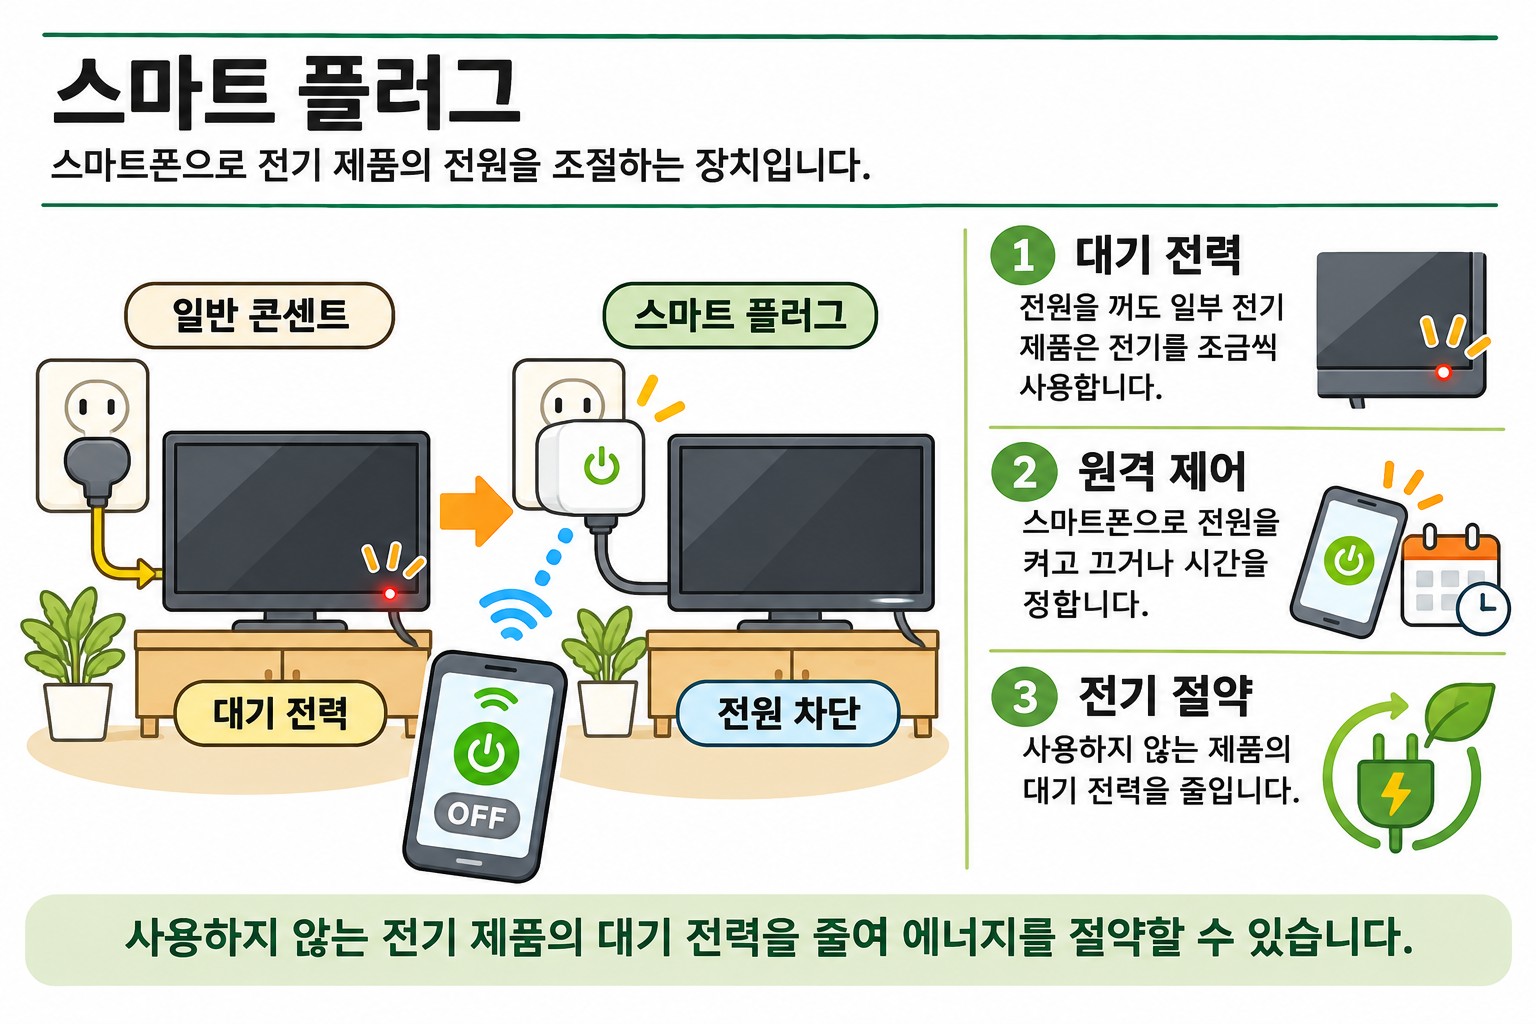 스마트 플러그
스마트폰으로 전기 제품의 전원을 조절하는 장치입니다.
일반 콘센트
스마트 플러그
대기 전력
전원 차단
OFF
1 대기 전력
전원을 꺼도 일부 전기
제품은 전기를 조금씩
사용합니다.
2 원격 제어
스마트폰으로 전원을
켜고 끄거나 시간을
정합니다.
3 전기 절약
사용하지 않는 제품의
대기 전력을 줄입니다.
사용하지 않는 전기 제품의 대기 전력을 줄여 에너지를 절약할 수 있습니다.